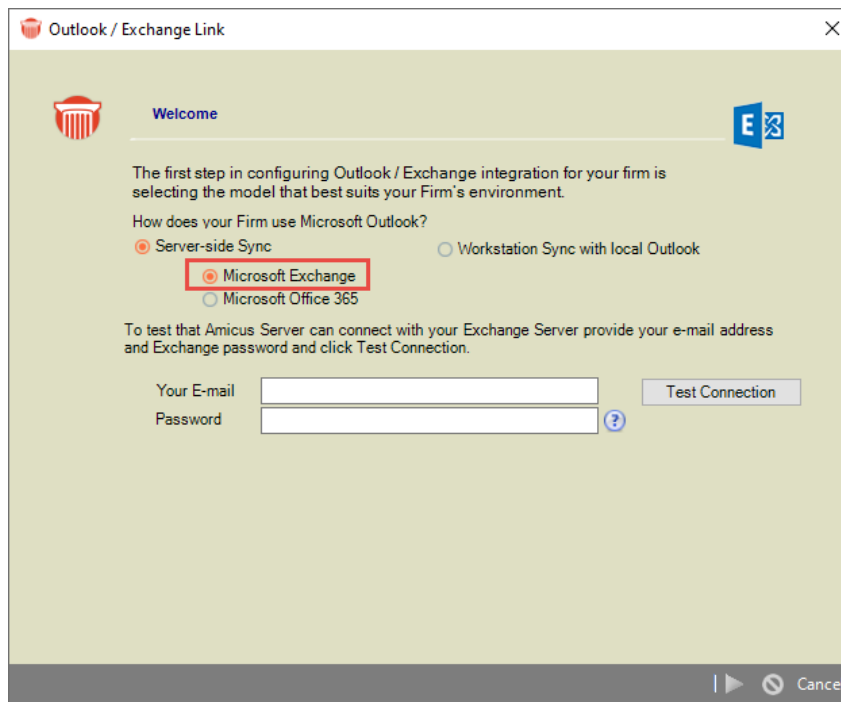 Outlook / Exchange Link
Welcome
E
The first step in configuring Outlook / Exchange integration for your firm is
selecting the model that best suits your Firm's environment.
How does your Firm use Microsoft Outlook?
Server-side Sync
Workstation Sync with local Outlook
Microsoft Exchange
Microsoft Office 365
To test that Amicus Server can connect with your Exchange Server provide your e-mail address
and Exchange password and click Test Connection.
Your E-mail
Test Connection
Password
?
Cance